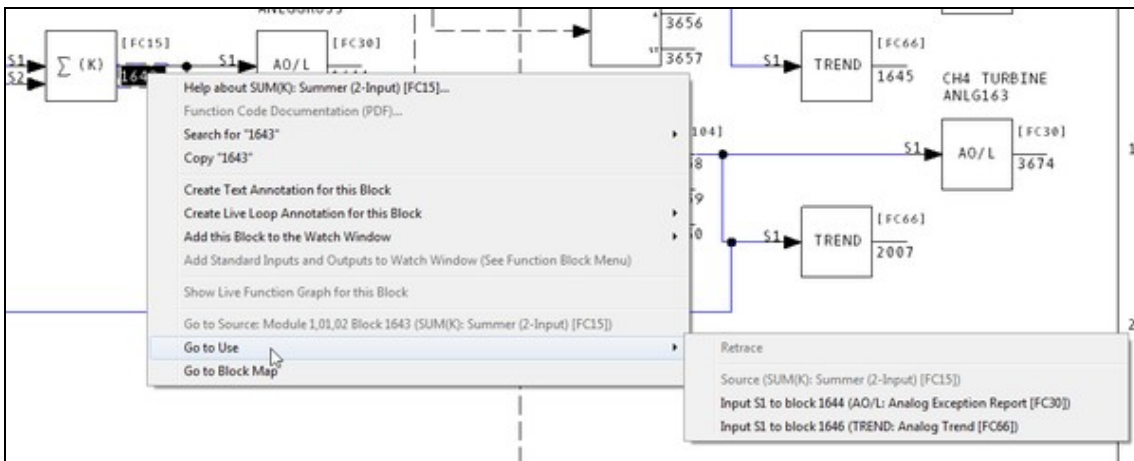 3656
3657
[FC15]
S1
S2
∑ (K)
S1
[FC30]
AO/L
[FC66]
S1
TREND
1645
CH4 TURBINE
ANLG163
[FC30]
S1
AO/L
3674
[FC66]
S1
TREND
2007
Help about SUM(K): Summer (2-Input) [FC15]...
Function Code Documentation (PDF)...
Search for "1643"
Copy "1643"
Create Text Annotation for this Block
Create Live Loop Annotation for this Block
Add this Block to the Watch Window
Add Standard Inputs and Outputs to Watch Window (See Function Block Menu)
Show Live Function Graph for this Block
Go to Source: Module 1,01,02 Block 1643 (SUM(K): Summer (2-Input) [FC15])
Go to Use
Go to Block Map
Retrace
Source (SUM(K): Summer (2-Input) [FC15])
Input S1 to block 1644 (AO/L: Analog Exception Report [FC30])
Input S1 to block 1646 (TREND: Analog Trend [FC66])